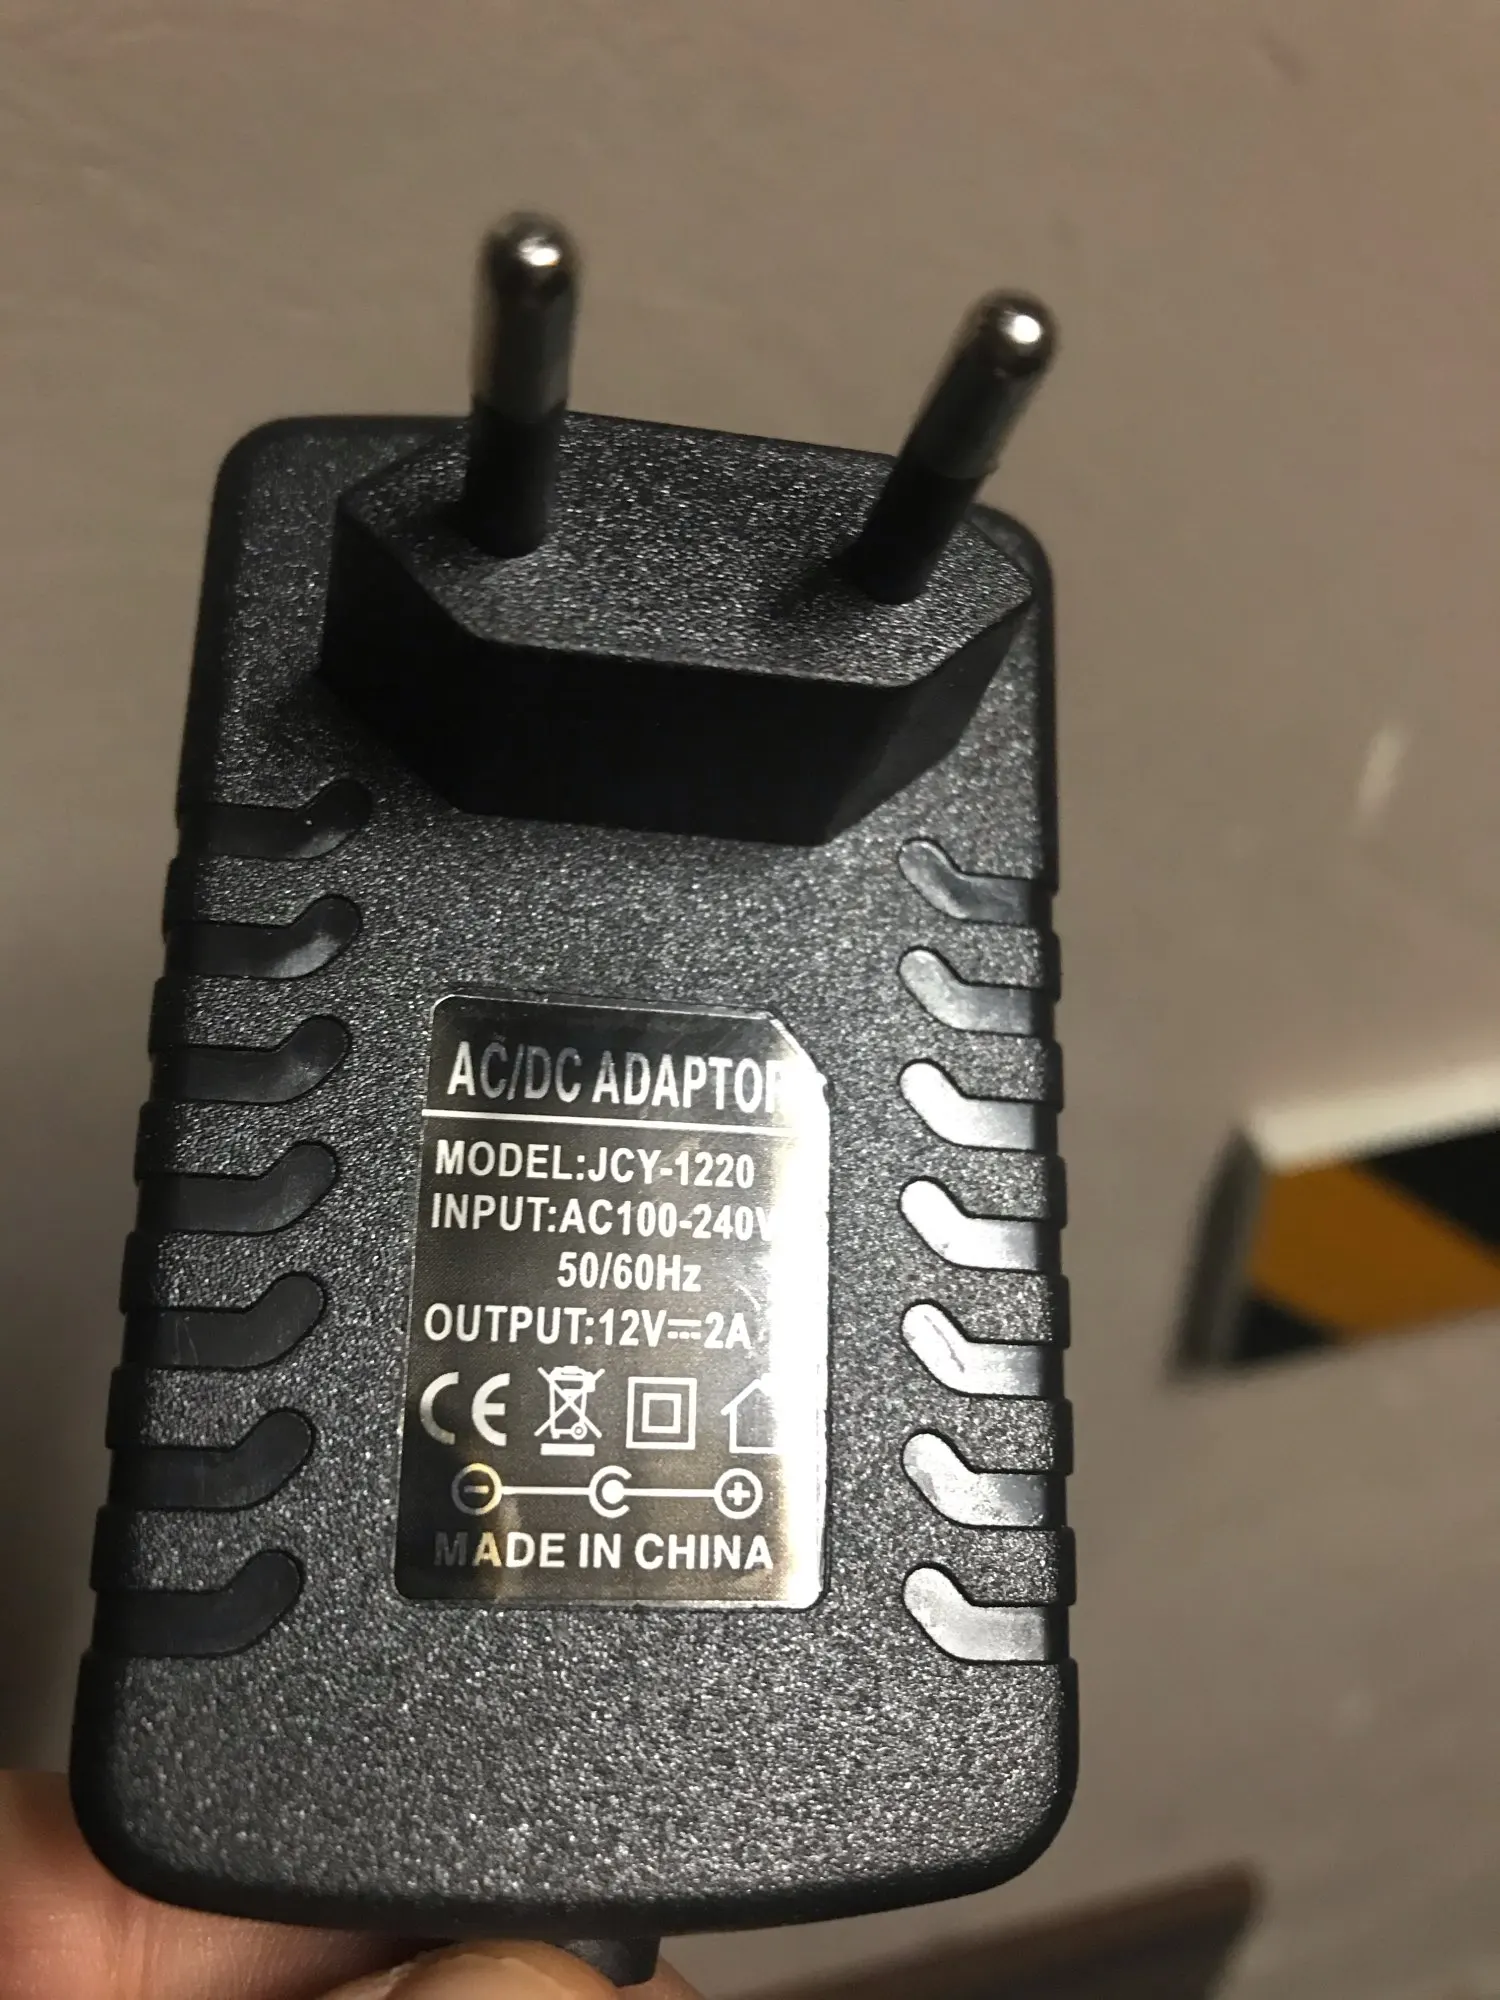 AC/DC ADAPTOR
MODEL:JCY-1220
INPUT:AC100-240V
50/60Hz
OUTPUT:12V⎓2A
CE
MADE IN CHINA